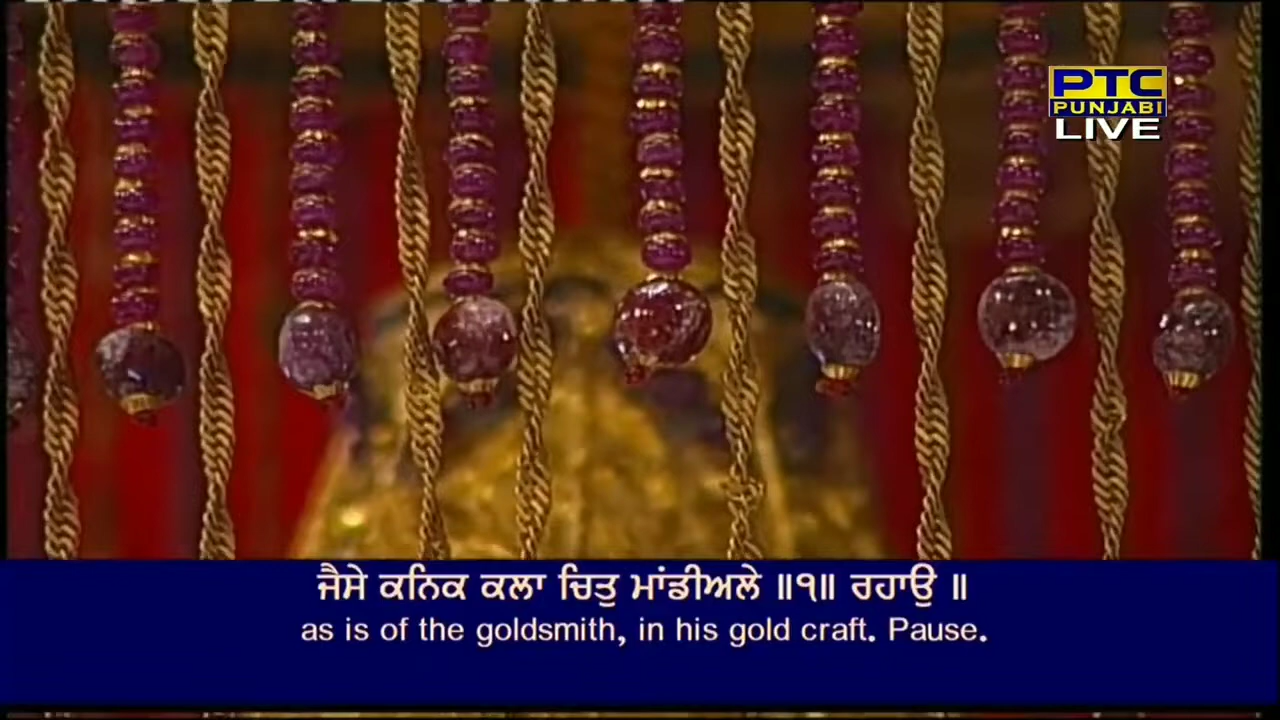 PTC
PUNJABI
LIVE
ਜੈਸੇ ਕਨਿਕ ਕਲਾ ਚਿਤੁ ਮਾਂਡੀਅਲੇ ॥੧॥ ਰਹਾਉ ॥
as is of the goldsmith, in his gold craft. Pause.